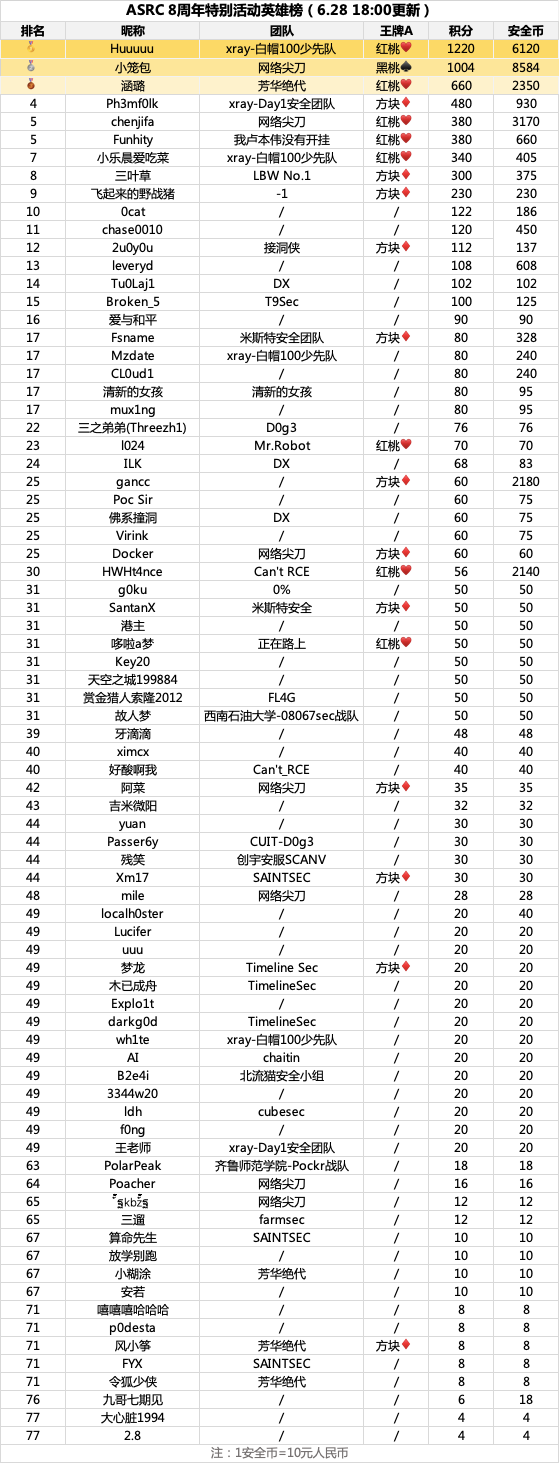 ASRC 8周年特别活动英雄榜（6.28 18:00更新）
排名 昵称 团队 王牌A 积分 安全币
Huuuuu xray-白帽100少先队 红桃 1220 6120
小笼包 网络尖刀 黑桃 1004 8584
涵璐 芳华绝代 红桃 660 2350
4 Ph3mf0lk xray-Day1安全团队 方块 480 930
5 chenjifa 网络尖刀 红桃 380 3170
5 Funhity 我卢本伟没有开挂 红桃 380 660
7 小乐晨爱吃菜 xray-白帽100少先队 红桃 340 405
8 三叶草 LBW No.1 方块 300 375
9 飞起来的野战猪 -1 方块 230 230
10 0cat / / 122 186
11 chase0010 / / 120 450
12 2u0y0u 接洞侠 方块 112 137
13 leveryd / / 108 608
14 Tu0Laj1 DX / 102 102
15 Broken_5 T9Sec / 100 125
16 爱与和平 / / 90 90
17 Fsname 米斯特安全团队 方块 80 328
17 Mzdate xray-白帽100少先队 / 80 240
17 CL0ud1 / / 80 240
17 清新的女孩 清新的女孩 / 80 95
17 mux1ng / / 80 95
22 三之弟弟(Threezh1) D0g3 / 76 76
23 l024 Mr.Robot 红桃 70 70
24 ILK DX / 68 83
25 gancc / 方块 60 2180
25 Poc Sir / / 60 75
25 佛系撞洞 DX / 60 75
25 Virink / / 60 75
25 Docker 网络尖刀 方块 60 60
30 HWHt4nce Can't RCE 红桃 56 2140
31 g0ku 0% / 50 50
31 SantanX 米斯特安全 方块 50 50
31 港主 / / 50 50
31 哆啦a梦 正在路上 红桃 50 50
31 Key20 / / 50 50
31 天空之城199884 / / 50 50
31 赏金猎人索隆2012 FL4G / 50 50
31 故人梦 西南石油大学-08067sec战队 / 50 50
39 牙滴滴 / / 48 48
40 ximcx / / 40 40
40 好酸啊我 Can't_RCE / 40 40
42 阿菜 网络尖刀 方块 35 35
43 吉米微阳 / / 32 32
44 yuan / / 30 30
44 Passer6y CUIT-D0g3 / 30 30
44 残笑 创宇安服SCANV / 30 30
44 Xm17 SAINTSEC 方块 30 30
48 mile 网络尖刀 / 28 28
49 localh0ster / / 20 40
49 Lucifer / / 20 20
49 uuu / / 20 20
49 梦龙 Timeline Sec 方块 20 20
49 木已成舟 TimelineSec / 20 20
49 Explo1t / / 20 20
49 darkg0d TimelineSec / 20 20
49 wh1te xray-白帽100少先队 / 20 20
49 AI chaitin / 20 20
49 B2e4i 北流猫安全小组 / 20 20
49 3344w20 / / 20 20
49 ldh cubesec / 20 20
49 f0ng / / 20 20
49 王老师 xray-Day1安全团队 / 20 20
63 PolarPeak 齐鲁师范学院-Pockr战队 / 18 18
64 Poacher 网络尖刀 / 16 16
65 网络尖刀 / 12 12
65 三遛 farmsec / 12 12
67 算命先生 SAINTSEC / 10 10
67 放学别跑 / / 10 10
67 小糊涂 芳华绝代 / 10 10
67 安若 / / 10 10
71 嘻嘻嘻哈哈哈 / / 8 8
71 p0desta / / 8 8
71 风小筝 芳华绝代 方块 8 8
71 FYX SAINTSEC / 8 8
71 令狐少侠 芳华绝代 / 8 8
76 九哥七期见 / / 6 18
77 大心脏1994 / / 4 4
77 2.8 / / 4 4
注：1安全币=10元人民币